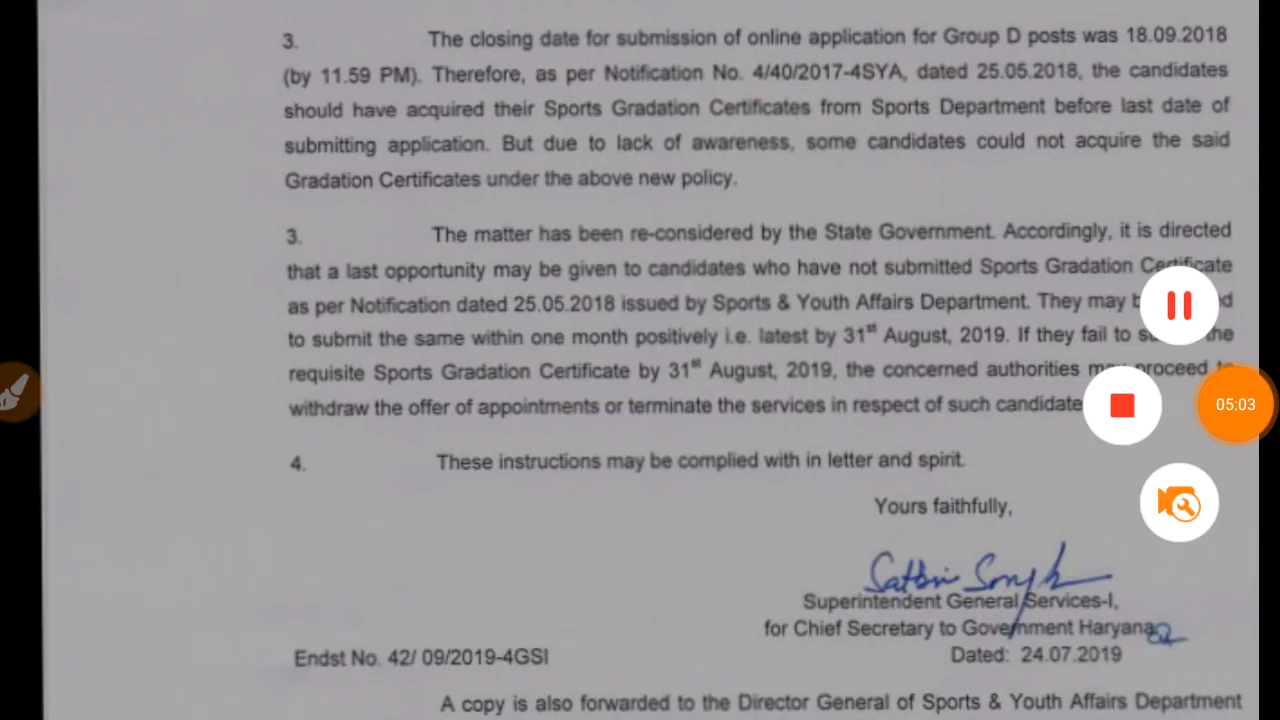 3. The closing date for submission of online application for Group D posts was 18.09.2018
(by 11.59 PM). Therefore, as per Notification No. 4/40/2017-4SYA, dated 25.05.2018, the candidates
should have acquired their Sports Gradation Certificates from Sports Department before last date of
submitting application. But due to lack of awareness, some candidates could not acquire the said
Gradation Certificates under the above new policy.
3. The matter has been re-considered by the State Government. Accordingly, it is directed
that a last opportunity may be given to candidates who have not submitted Sports Gradation Certificate
as per Notification dated 25.05.2018 issued by Sports & Youth Affairs Department. They may
to submit the same within one month positively i.e. latest by 31st August, 2019. If they fail to the
requisite Sports Gradation Certificate by 31st August, 2019, the concerned authorities may proceed to
withdraw the offer of appointments or terminate the services in respect of such candidate
05:03
4. These instructions may be complied with in letter and spirit.
Yours faithfully,
Satbir Singh
Superintendent General Services-I,
for Chief Secretary to Government Haryana
Endst No. 42/ 09/2019-4GSI Dated: 24.07.2019
A copy is also forwarded to the Director General of Sports & Youth Affairs Department